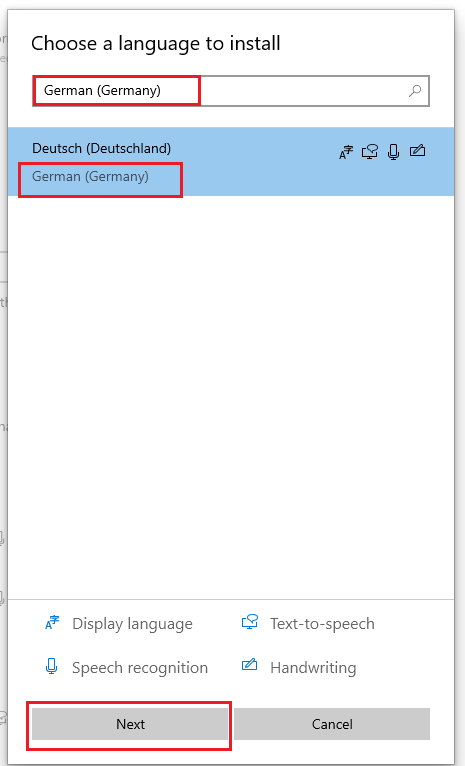 Choose a language to install
German (Germany)
Deutsch (Deutschland)
German (Germany)
Display language
Text-to-speech
Speech recognition
Handwriting
Next
Cancel